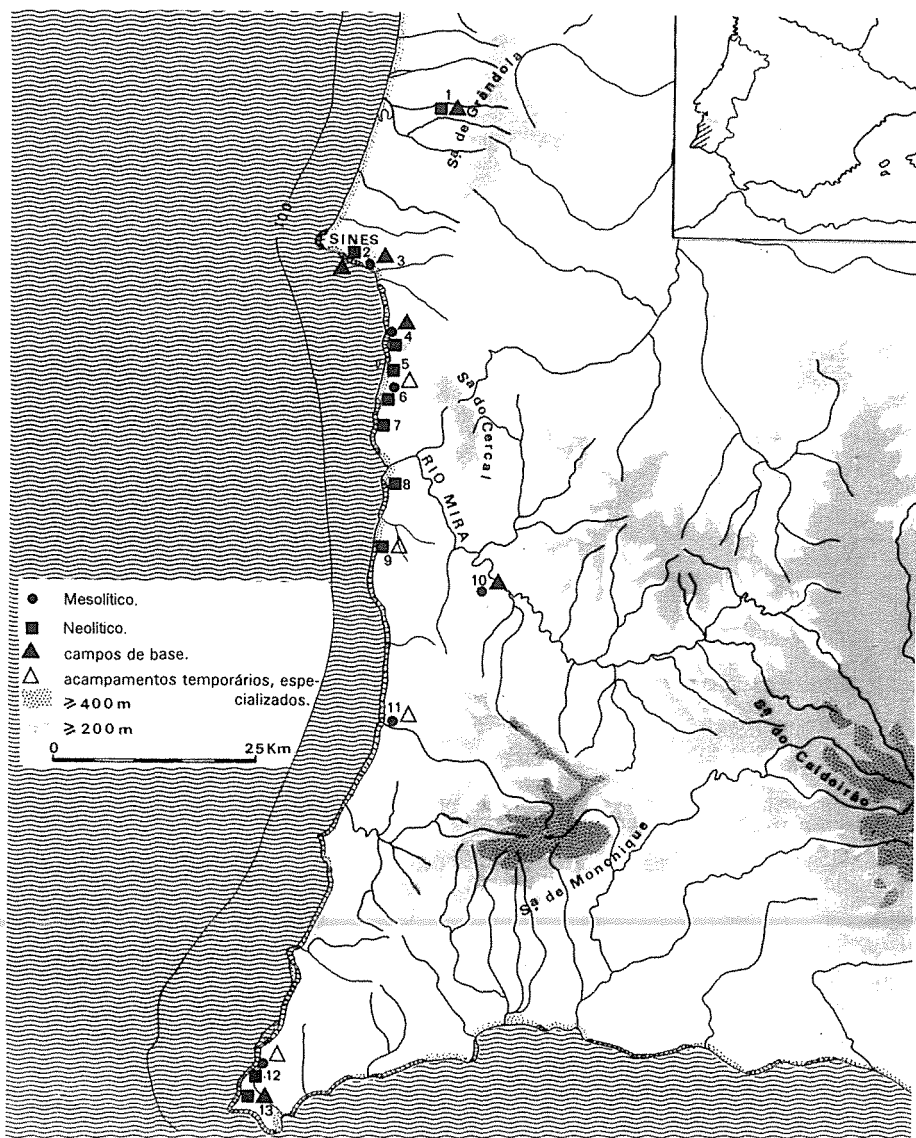 1
Sª de Grândola
100
SINES
2
3
4
5
6
Sª do Cercal
7
RIO MIRA
8
9
10
Mesolítico.
Neolítico.
campos de base.
acampamentos temporários, espe-
cializados.
≥ 400 m
≥ 200 m
0 25 Km
11
Sª do Caldeirão
Sª de Monchique
12
13